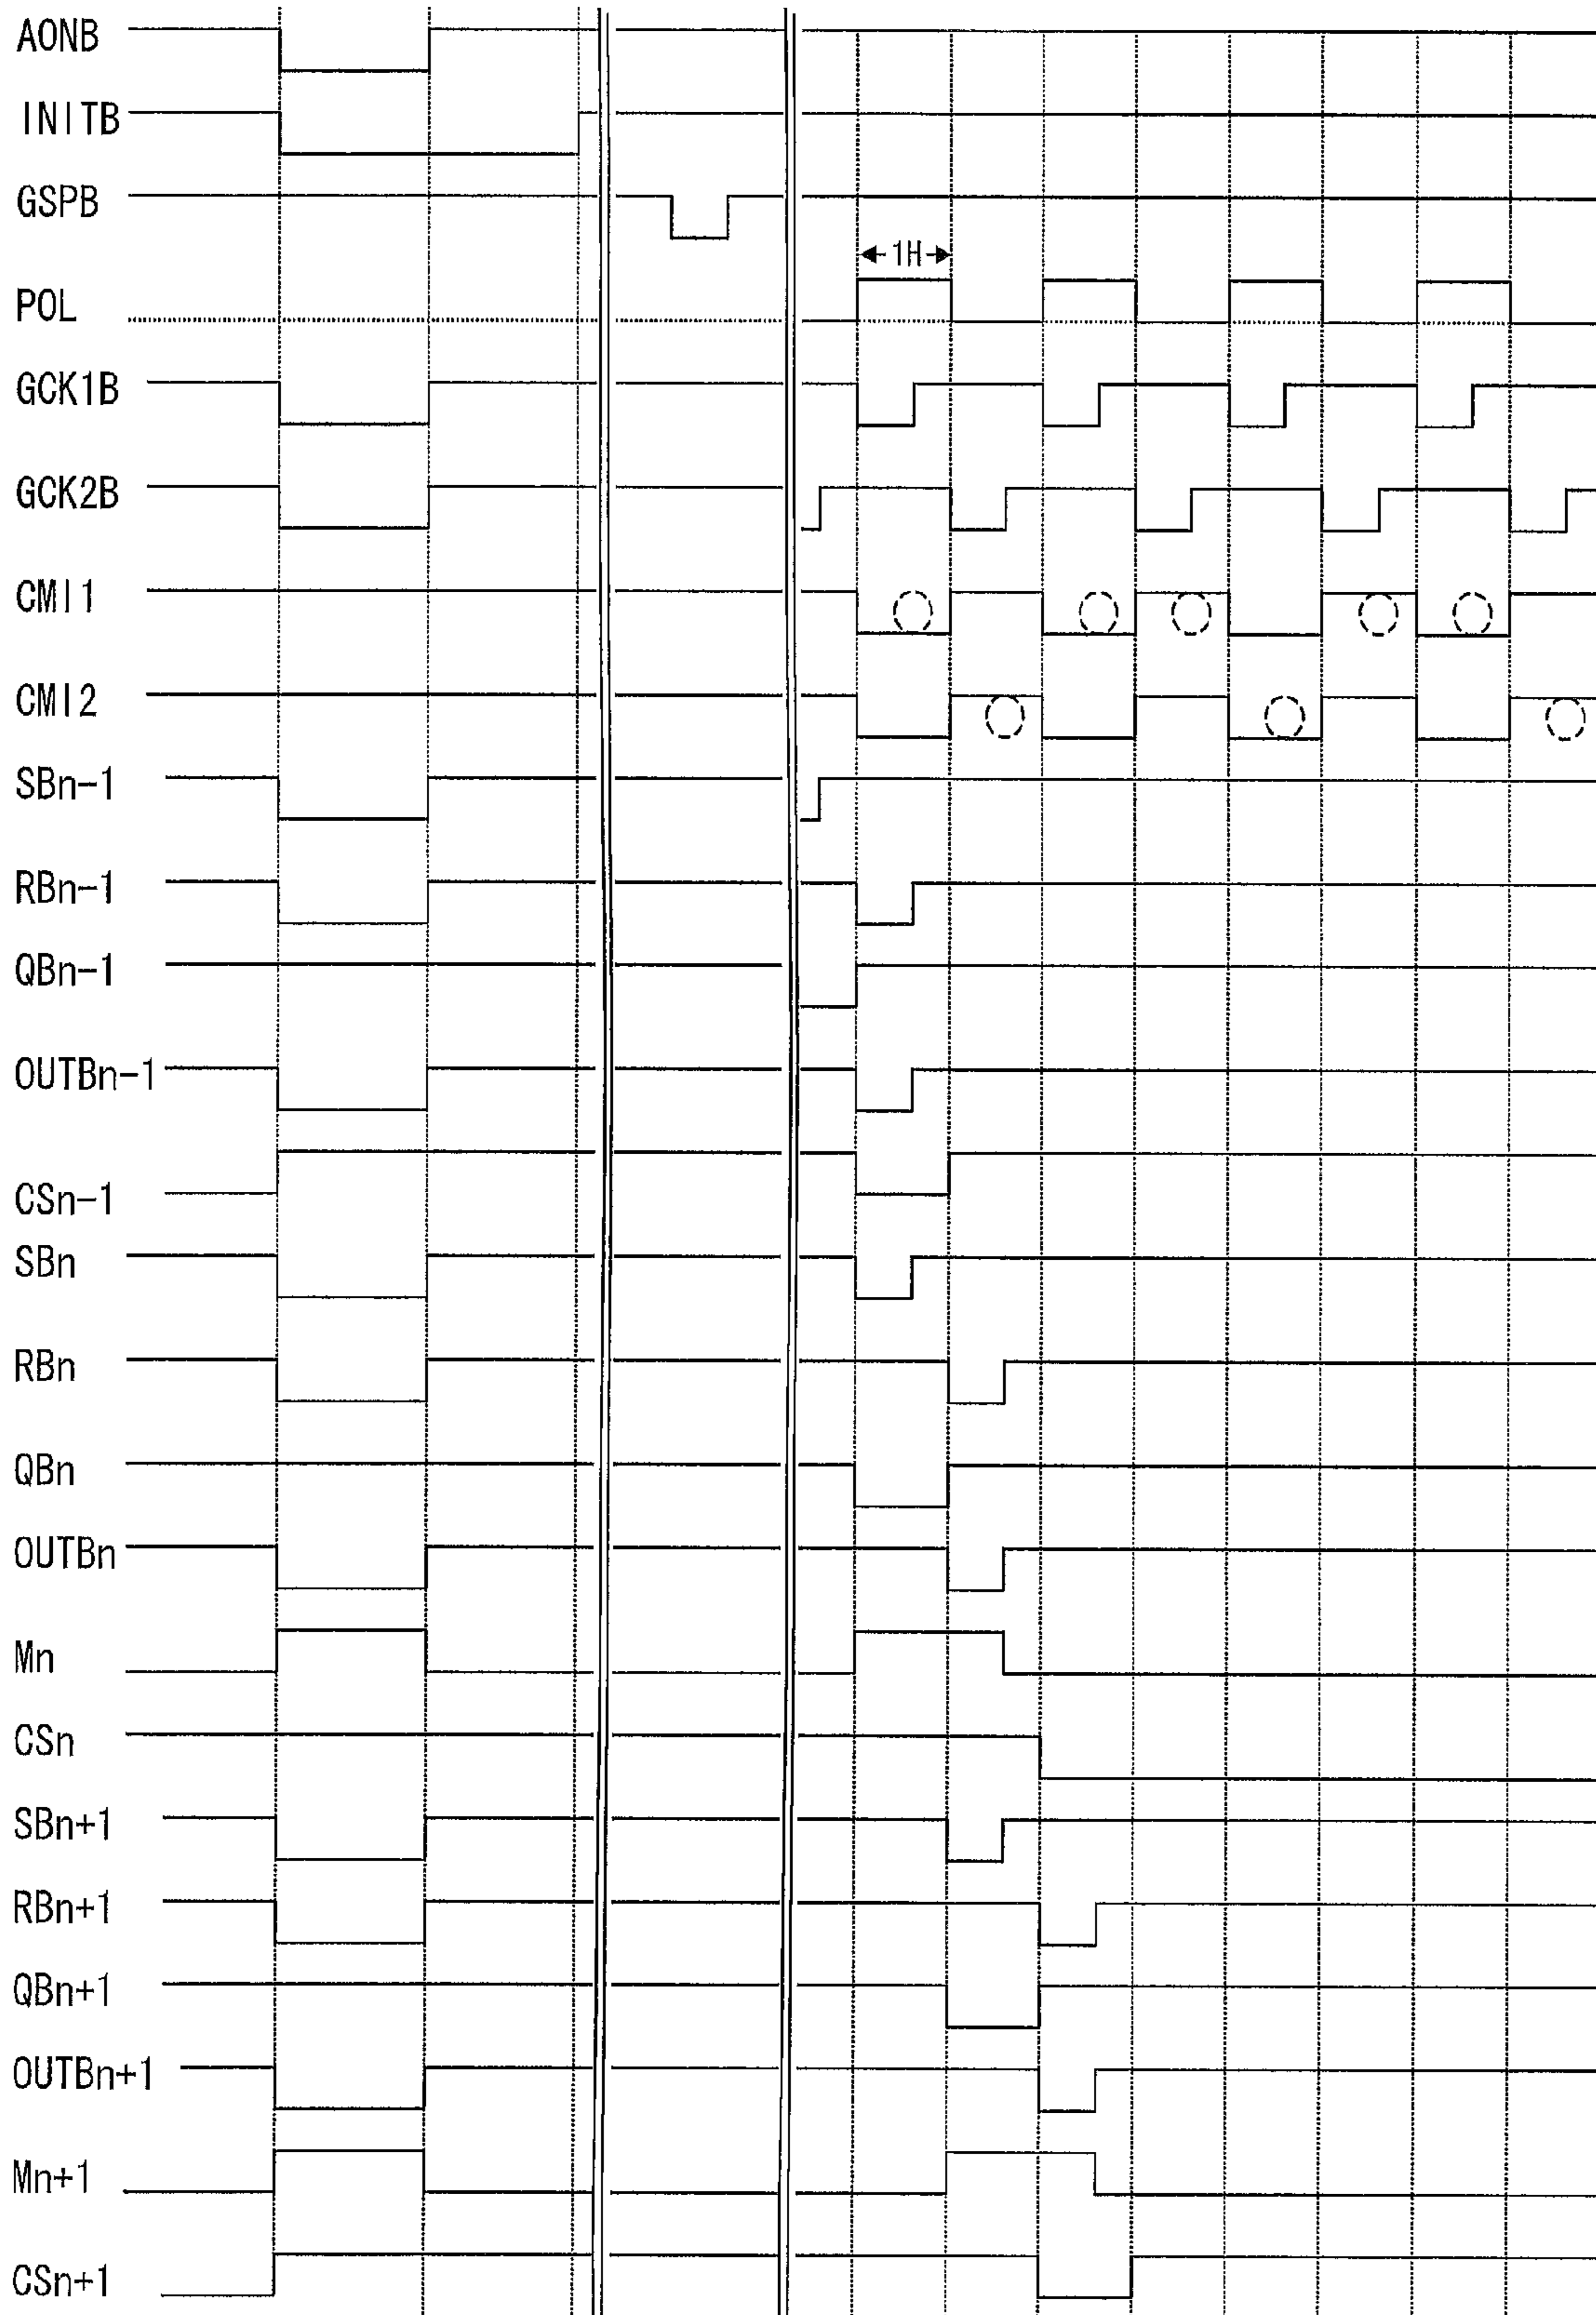 AONB
INITB
GSPB
1H
POL
GCK1B
GCK2B
CMI1
CMI2
SBn-1
RBn-1
QBn-1
OUTBn-1
CSn-1
SBn
RBn
QBn
OUTBn
Mn
CSn
SBn+1
RBn+1
QBn+1
OUTBn+1
Mn+1
CSn+1